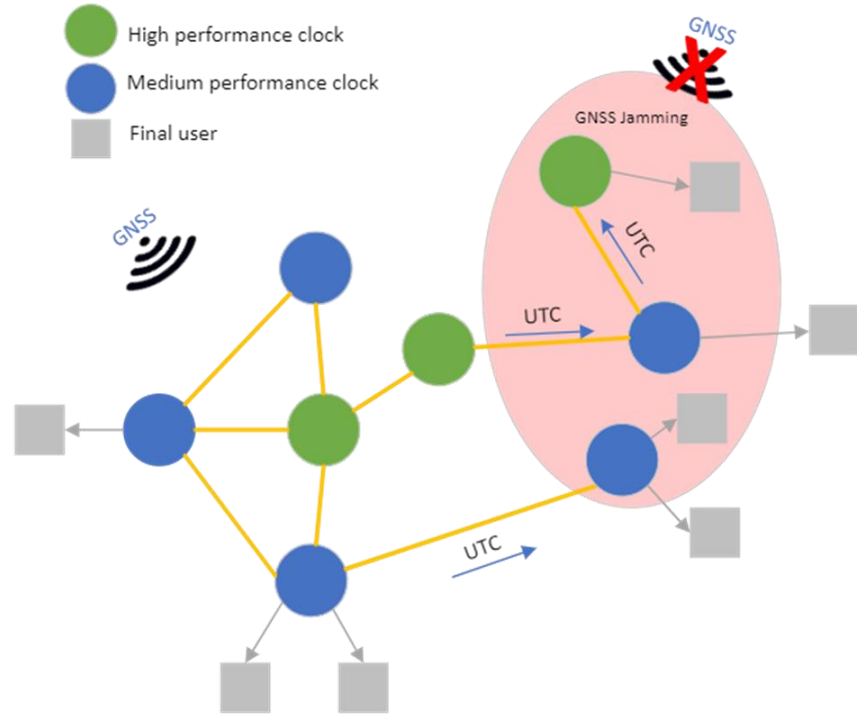 High performance clock
Medium performance clock
Final user
GNSS
GNSS Jamming
GNSS
UTC
UTC
UTC